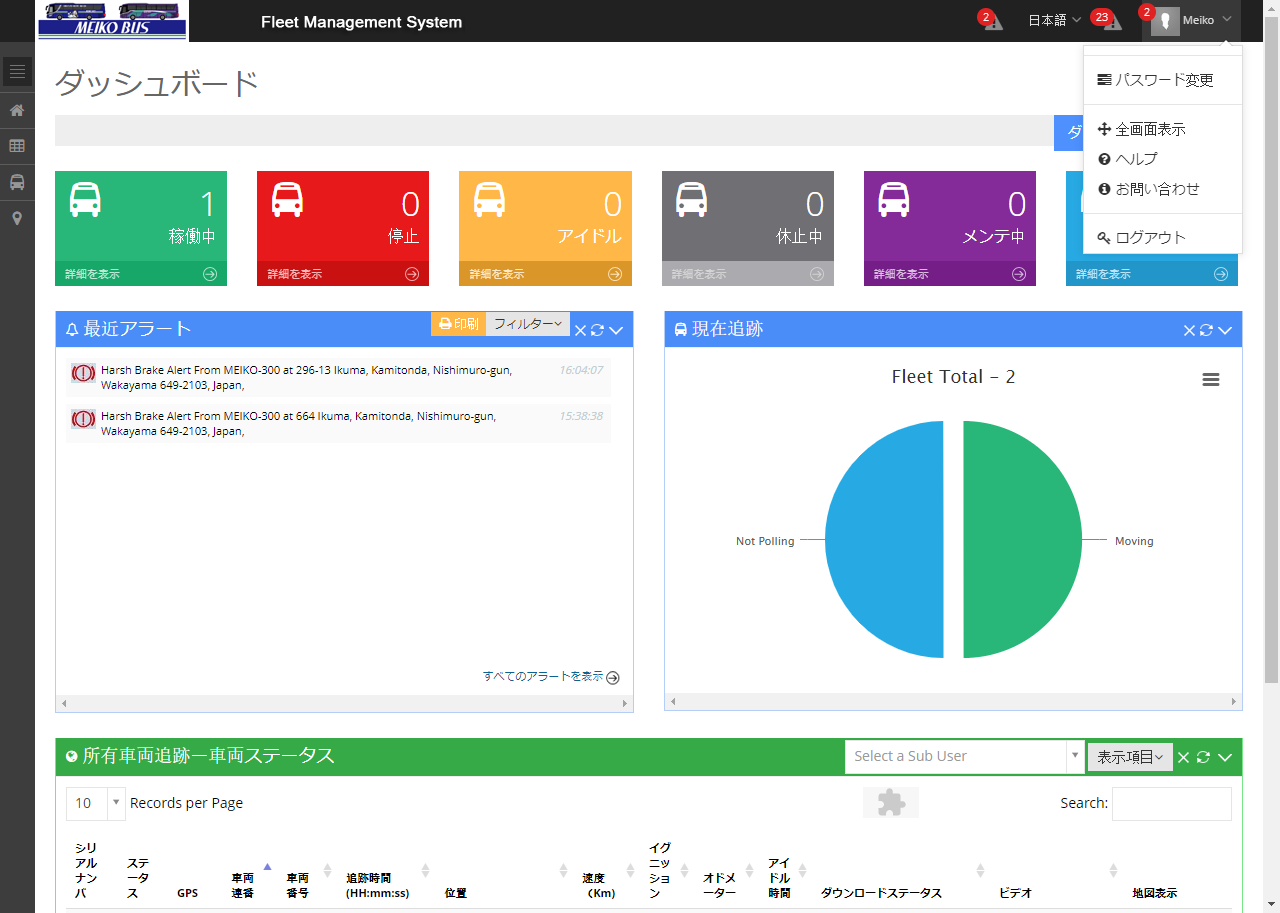 MEIKO BUS
Fleet Management System
2
日本語
23
2
Meiko
パスワード変更
全画面表示
ヘルプ
お問い合わせ
ログアウト
ダッシュボード
ダ
1
稼働中
詳細を表示
0
停止
詳細を表示
0
アイドル
詳細を表示
0
休止中
詳細を表示
0
メンテ中
詳細を表示
詳細を表示
最近アラート
印刷
フィルター
Harsh Brake Alert From MEIKO-300 at 296-13 Ikuma, Kamitonda, Nishimuro-gun,
Wakayama 649-2103, Japan,
16:04:07
Harsh Brake Alert From MEIKO-300 at 664 Ikuma, Kamitonda, Nishimuro-gun,
Wakayama 649-2103, Japan,
15:38:38
すべてのアラートを表示
現在追跡
Fleet Total - 2
Not Polling
Moving
所有車両追跡ー車両ステータス
Select a Sub User
表示項目
10
Records per Page
Search:
シリ
アル
ナン
バ
ステ
ータ
ス
GPS
車両
連番
車両
番号
追跡時間
(HH:mm:ss)
位置
速度
(Km)
イグ
ニッ
ショ
ン
オドメ
ーター
アイ
ドル
時間
ダウンロードステータス
ビデオ
地図表示